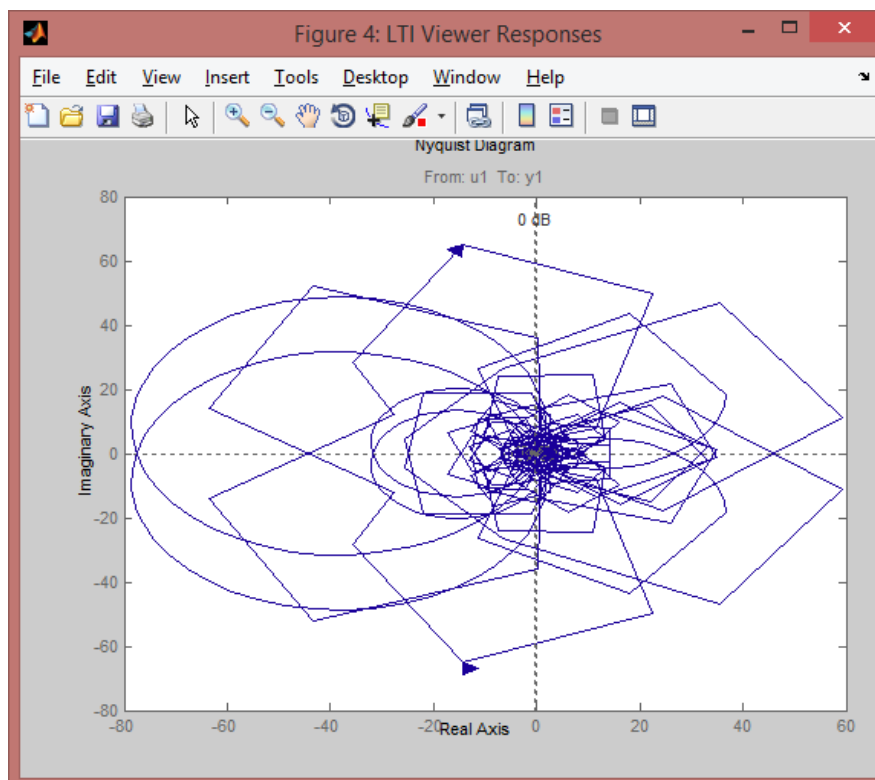 Figure 4: LTI Viewer Responses
File Edit View Insert Tools Desktop Window Help
Nyquist Diagram
From: u1 To: y1
0 dB
80
60
40
20
0
-20
-40
-60
-80
Imaginary Axis
-80 -60 -40 -20 0 20 40 60
Real Axis